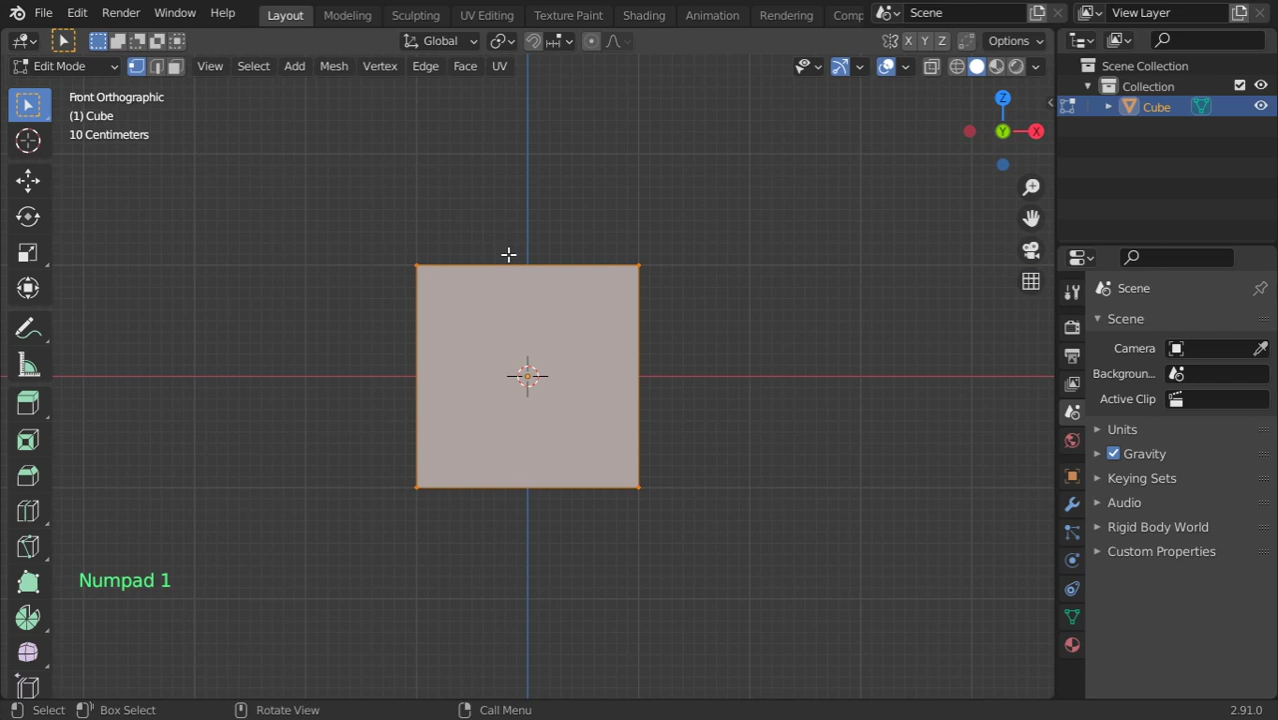 File Edit Render Window Help Layout Modeling Sculpting UV Editing Texture Paint Shading Animation Rendering Comp Scene View Layer
Global X Y Z Options
Edit Mode View Select Add Mesh Vertex Edge Face UV
Scene Collection
Collection
Cube
Front Orthographic
(1) Cube
10 Centimeters
Z
Y
X
Scene
Scene
Camera
Backgroun...
Active Clip
Units
Gravity
Keying Sets
Audio
Rigid Body World
Custom Properties
Numpad 1
Select Box Select Rotate View Call Menu 2.91.0